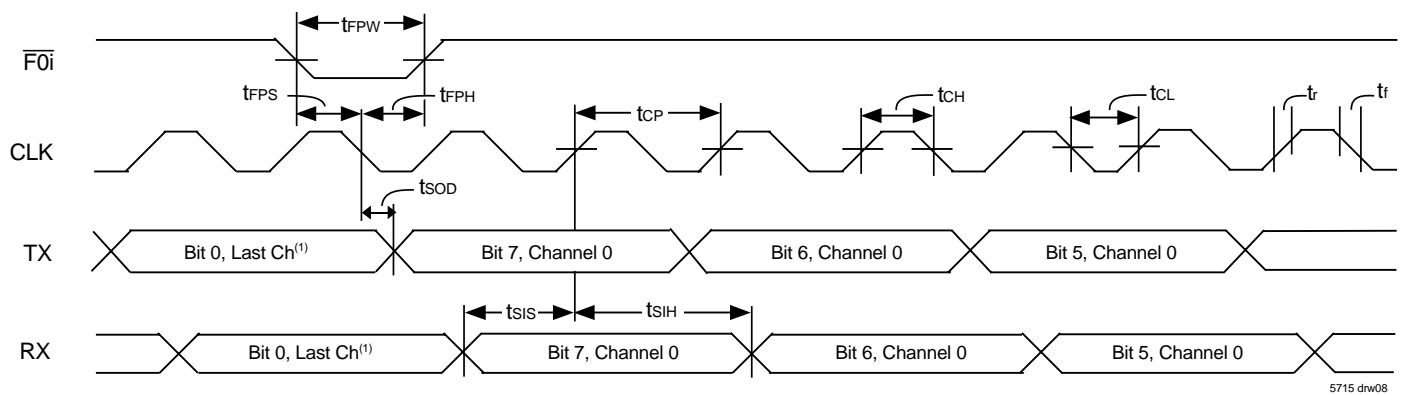 tFPW
F0i
tFPS
tFPH
tCP
tCH
tCL
tr
tf
CLK
tSOD
TX
Bit 0, Last Ch(1)
Bit 7, Channel 0
Bit 6, Channel 0
Bit 5, Channel 0
tSIS
tSIH
RX
Bit 0, Last Ch(1)
Bit 7, Channel 0
Bit 6, Channel 0
Bit 5, Channel 0
5715 drw08